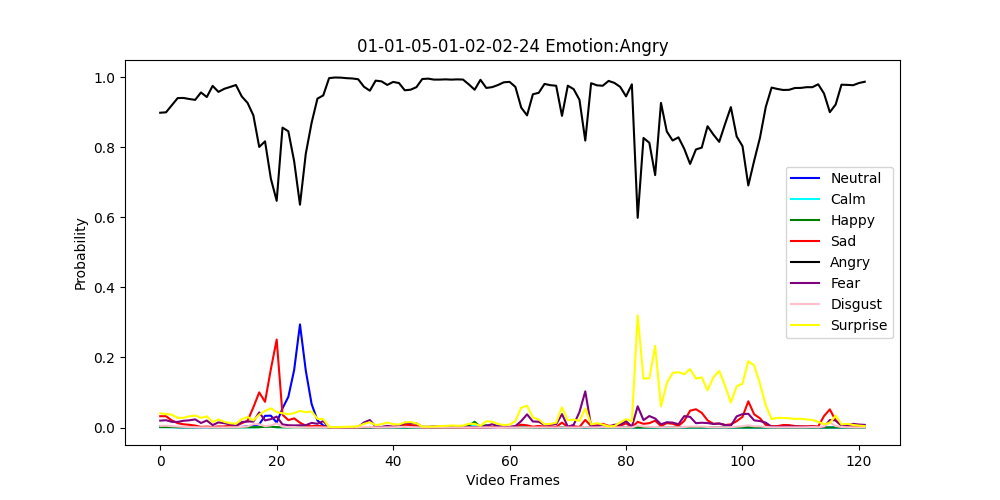 01-01-05-01-02-02-24 Emotion:Angry
1.0
0.8
0.6
0.4
0.2
0.0
Probability
0 20 40 60 80 100 120
Video Frames
Neutral
Calm
Happy
Sad
Angry
Fear
Disgust
Surprise